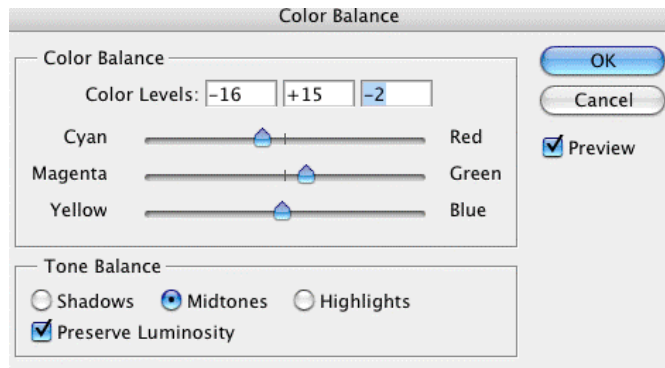 Color Balance
Color Balance
Color Levels: -16 +15 -2
Cyan Red
Magenta Green
Yellow Blue
OK
Cancel
Preview
Tone Balance
Shadows Midtones Highlights
Preserve Luminosity